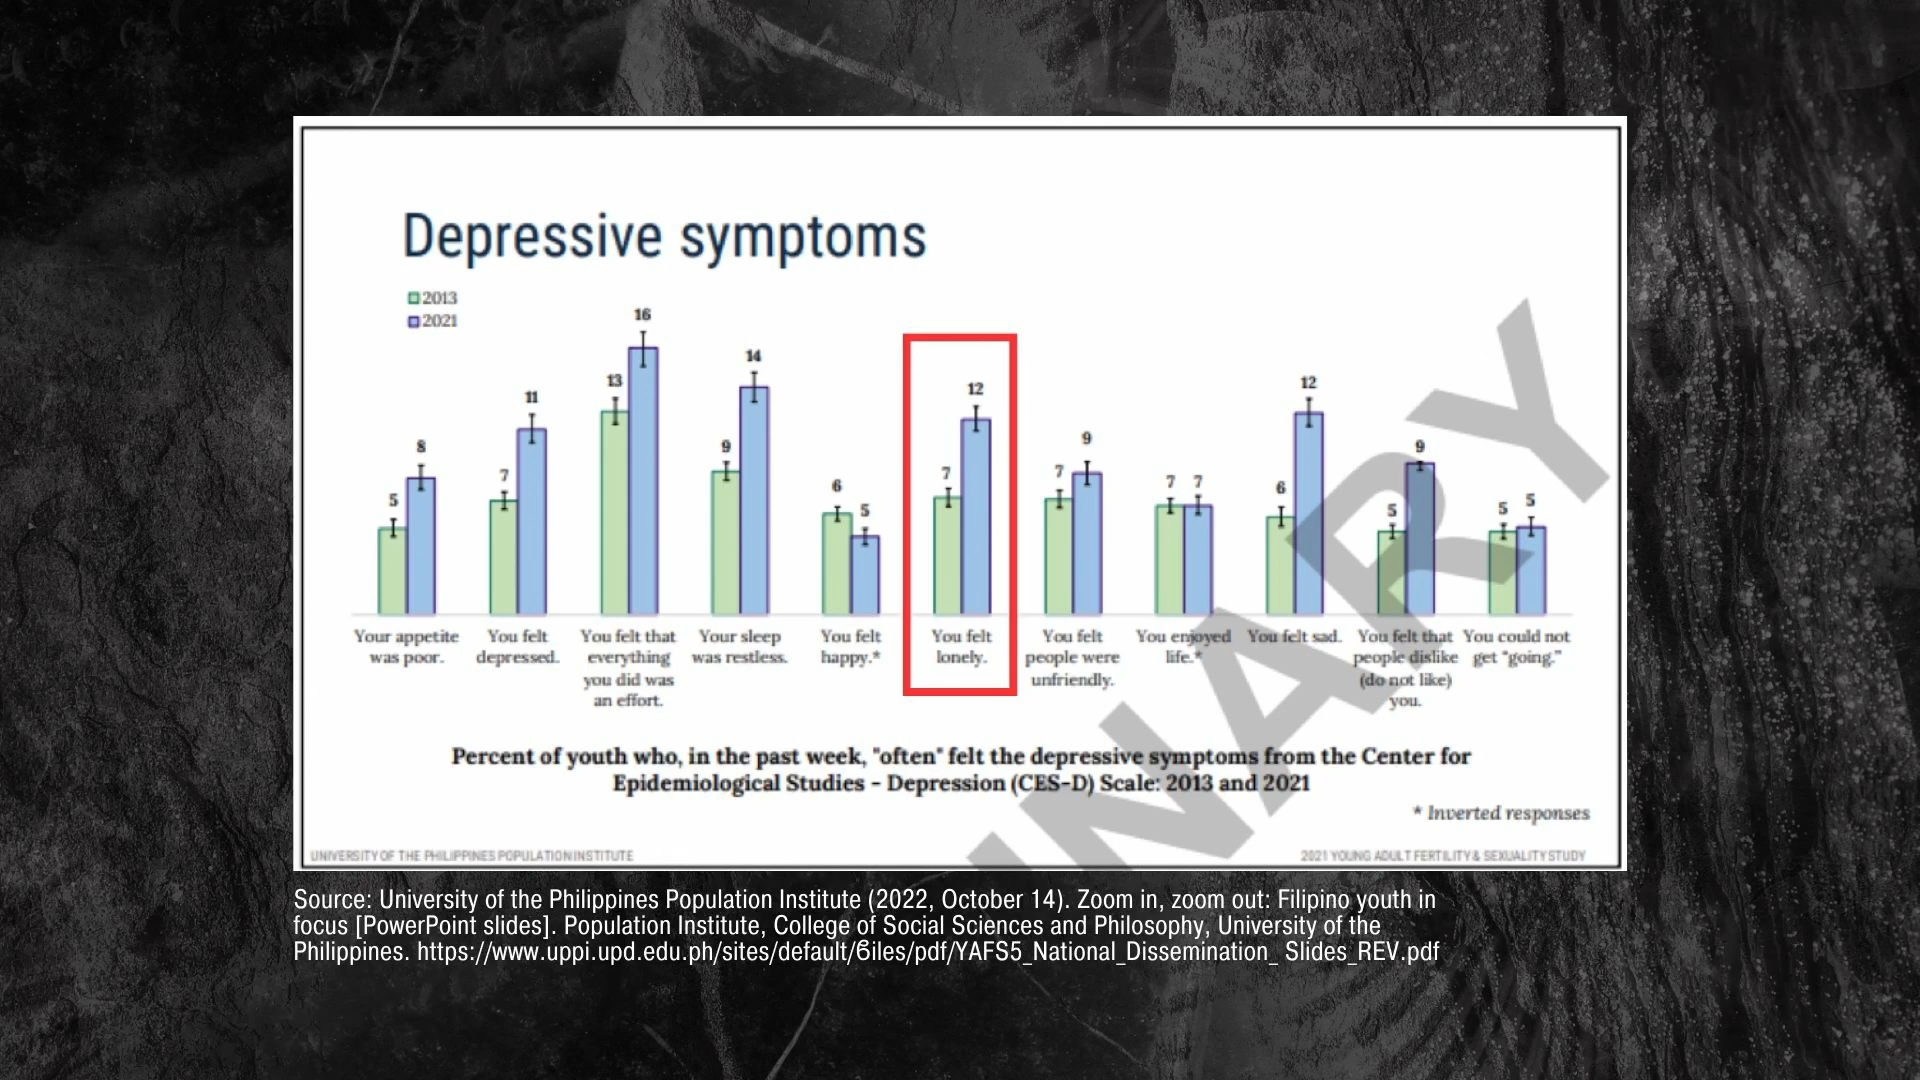 Depressive symptoms
2013
2021
5 8
7 11
13 16
9 14
6 5
7 12
7 9
7 7
6 12
5 9
5 5
Your appetite
was poor.
You felt
depressed.
You felt that
everything
you did was
an effort.
Your sleep
was restless.
You felt
happy.*
You felt
lonely.
You felt
people were
unfriendly.
You enjoyed
life.*
You felt sad.
You felt that
people dislike
(do not like)
you.
You could not
get "going."
Percent of youth who, in the past week, "often" felt the depressive symptoms from the Center for
Epidemiological Studies - Depression (CES-D) Scale: 2013 and 2021
* Inverted responses
INARY
UNIVERSITY OF THE PHILIPPINES POPULATION INSTITUTE
2021 YOUNG ADULT FERTILITY & SEXUALITY STUDY
Source: University of the Philippines Population Institute (2022, October 14). Zoom in, zoom out: Filipino youth in
focus [PowerPoint slides]. Population Institute, College of Social Sciences and Philosophy, University of the
Philippines. https://www.uppi.upd.edu.ph/sites/default/6iles/pdf/YAFS5_National_Dissemination_ Slides_REV.pdf